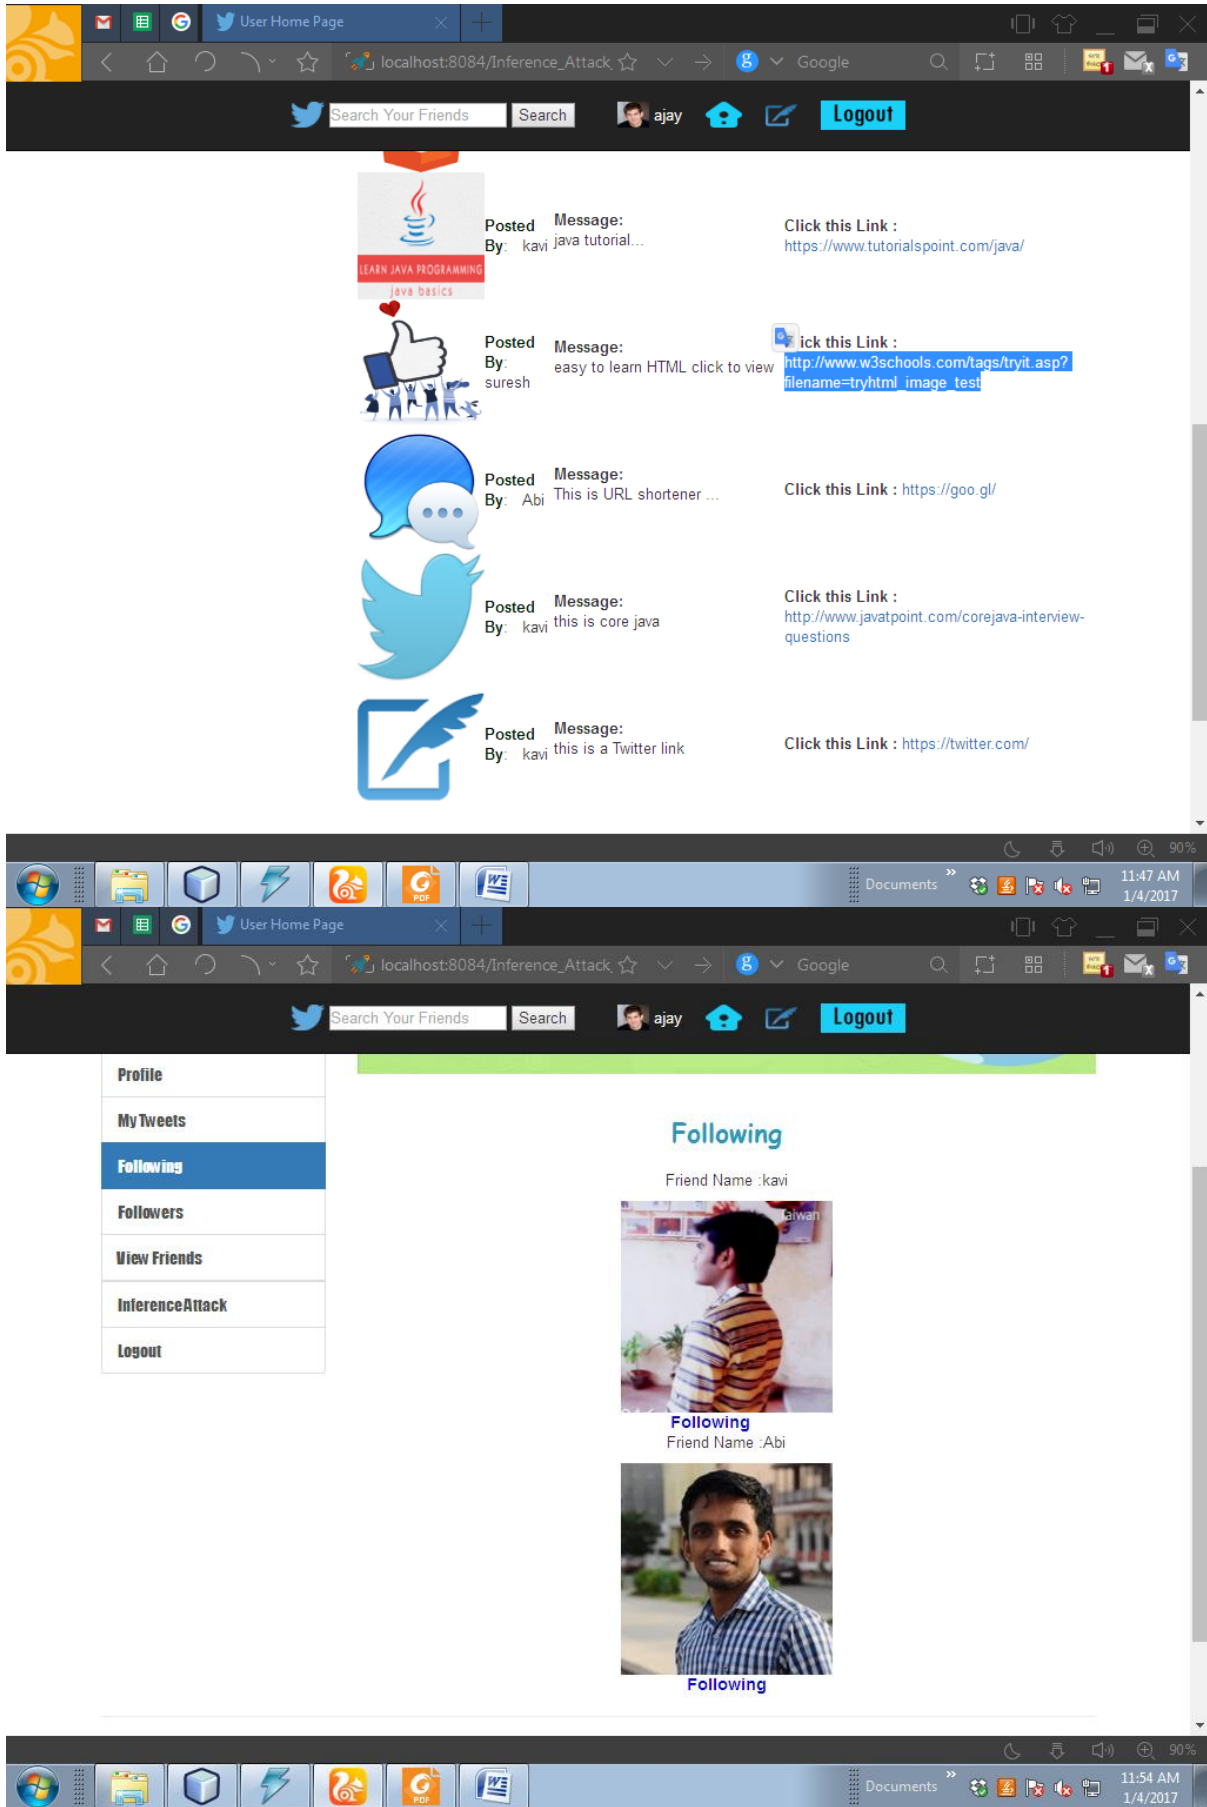 User Home Page
localhost:8084/Inference_Attack
Google
Search Your Friends
Search
ajay
Logout
LEARN JAVA PROGRAMMING
java basics
Posted By: kavi
Message:
java tutorial...
Click this Link :
https://www.tutorialspoint.com/java/
Posted By:
suresh
Message:
easy to learn HTML click to view
ick this Link :
http://www.w3schools.com/tags/tryit.asp?
filename=tryhtml_image_test
Posted By: Abi
Message:
This is URL shortener ...
Click this Link : https://goo.gl/
Posted By: kavi
Message:
this is core java
Click this Link :
http://www.javatpoint.com/corejava-interview-
questions
Posted By: kavi
Message:
this is a Twitter link
Click this Link : https://twitter.com/
90%
PDF
Documents
11:47 AM
1/4/2017
User Home Page
localhost:8084/Inference_Attack
Google
Search Your Friends
Search
ajay
Logout
Profile
My Tweets
Following
Followers
View Friends
InferenceAttack
Logout
Following
Friend Name :kavi
Taiwan
Following
Friend Name :Abi
Following
90%
PDF
Documents
11:54 AM
1/4/2017